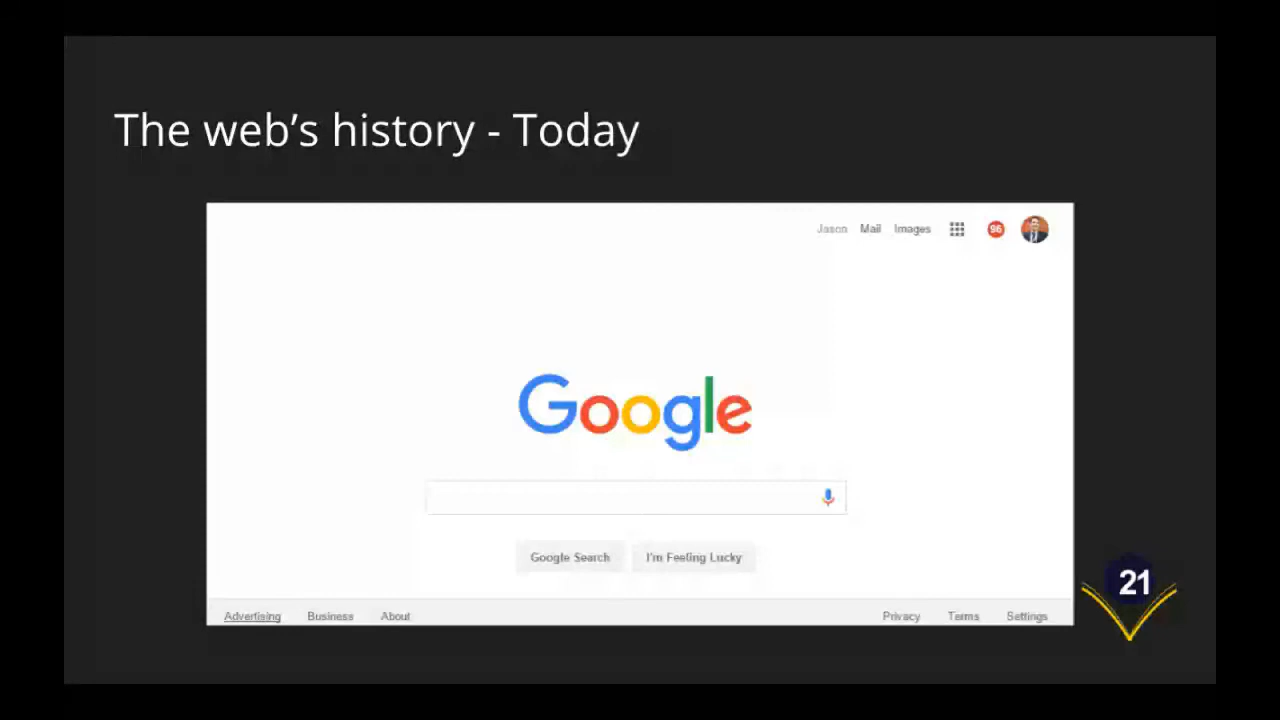 The web's history - Today
Jason Mail Images 96
Google
Google Search I'm Feeling Lucky
Advertising Business About Privacy Terms Settings
21